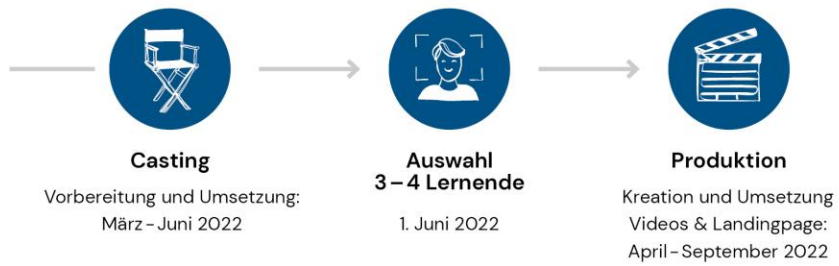 Casting
Vorbereitung und Umsetzung:
März – Juni 2022
Auswahl
3 – 4 Lernende
1. Juni 2022
Produktion
Kreation und Umsetzung
Videos & Landingpage:
April – September 2022